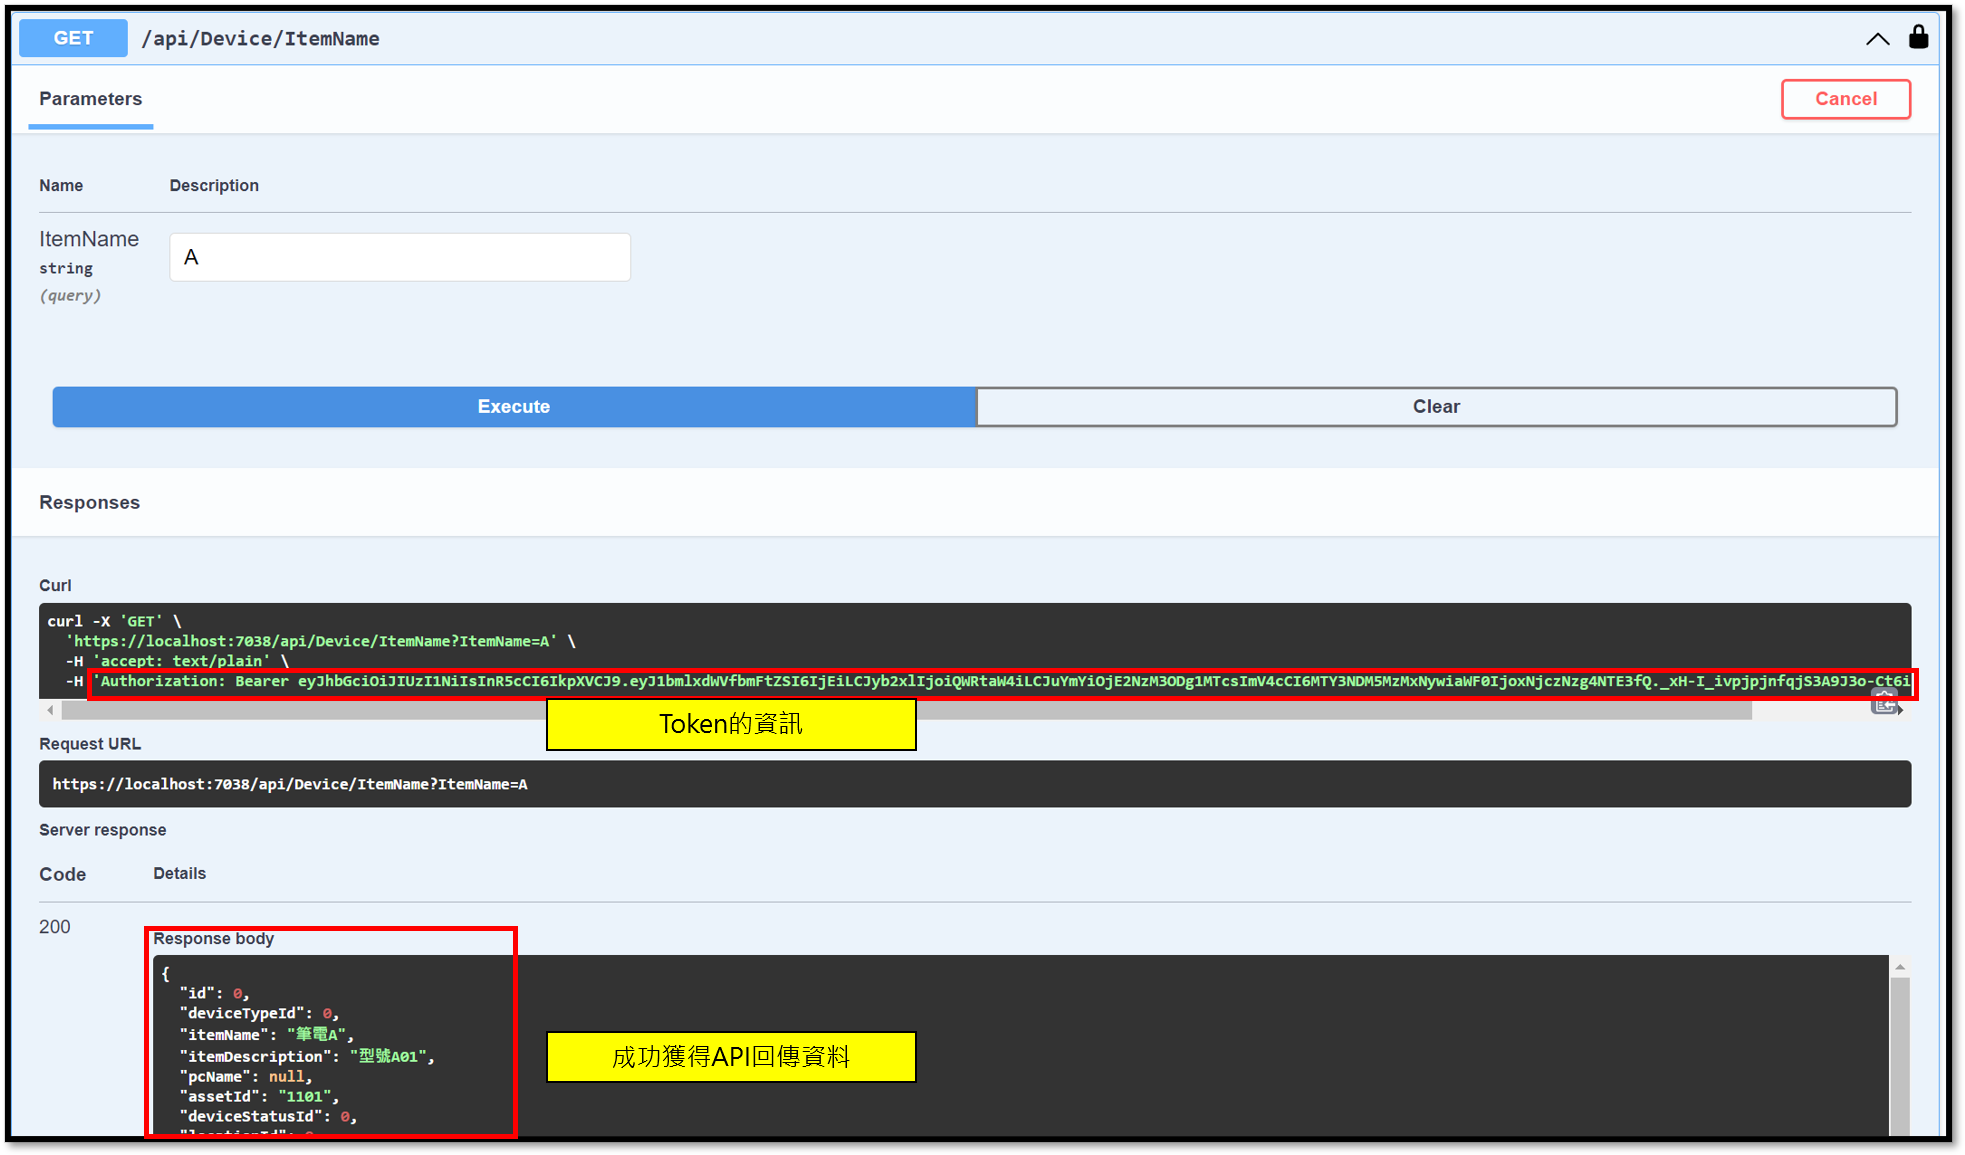 GET /api/Device/ItemName
Parameters
Cancel
Name Description
ItemName
string
(query)
A
Execute
Clear
Responses
Curl
curl -X 'GET' \
'https://localhost:7038/api/Device/ItemName?ItemName=A' \
-H 'accept: text/plain' \
-H 'Authorization: Bearer eyJhbGciOiJIUzI1NiIsInR5cCI6IkpXVCJ9.eyJ1bmlxdWVfbmFtZSI6IjEiLCJyb2xlIjoiQWRtaW4iLCJuYmYiOjE2NzM3ODg1MTcsImV4cCI6MTY3NDM5MzMxNywiaWF0IjoxNjczNzg4NTE3fQ._xH-I_ivpjpjnfqjS3A9J3o-Ct6i
Token的資訊
Request URL
https://localhost:7038/api/Device/ItemName?ItemName=A
Server response
Code Details
200
Response body
{
"id": 0,
"deviceTypeId": 0,
"itemName": "筆電A",
"itemDescription": "型號A01",
"pcName": null,
"assetId": "1101",
"deviceStatusId": 0,
成功獲得API回傳資料